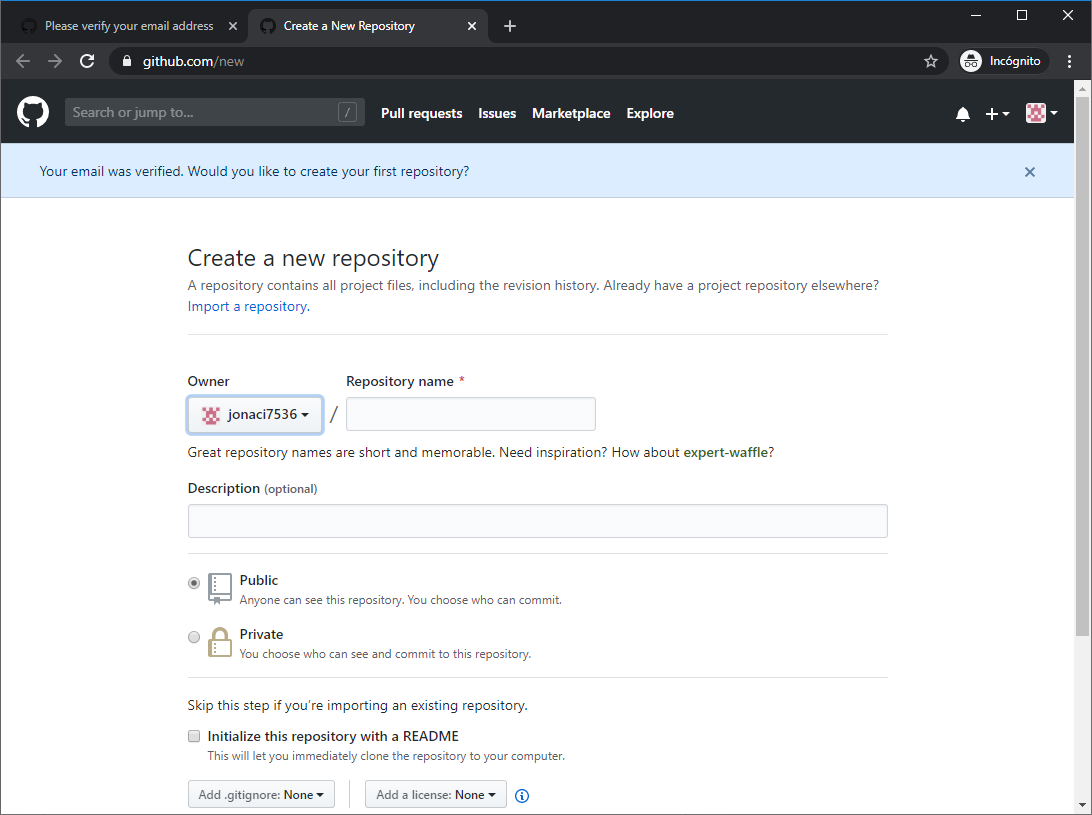 Please verify your email address
Create a New Repository
github.com/new
Incógnito
Search or jump to...
/
Pull requests
Issues
Marketplace
Explore
Your email was verified. Would you like to create your first repository?
Create a new repository
A repository contains all project files, including the revision history. Already have a project repository elsewhere?
Import a repository.
Owner
Repository name *
jonaci7536
/
Great repository names are short and memorable. Need inspiration? How about expert-waffle?
Description (optional)
Public
Anyone can see this repository. You choose who can commit.
Private
You choose who can see and commit to this repository.
Skip this step if you're importing an existing repository.
Initialize this repository with a README
This will let you immediately clone the repository to your computer.
Add .gitignore: None
Add a license: None